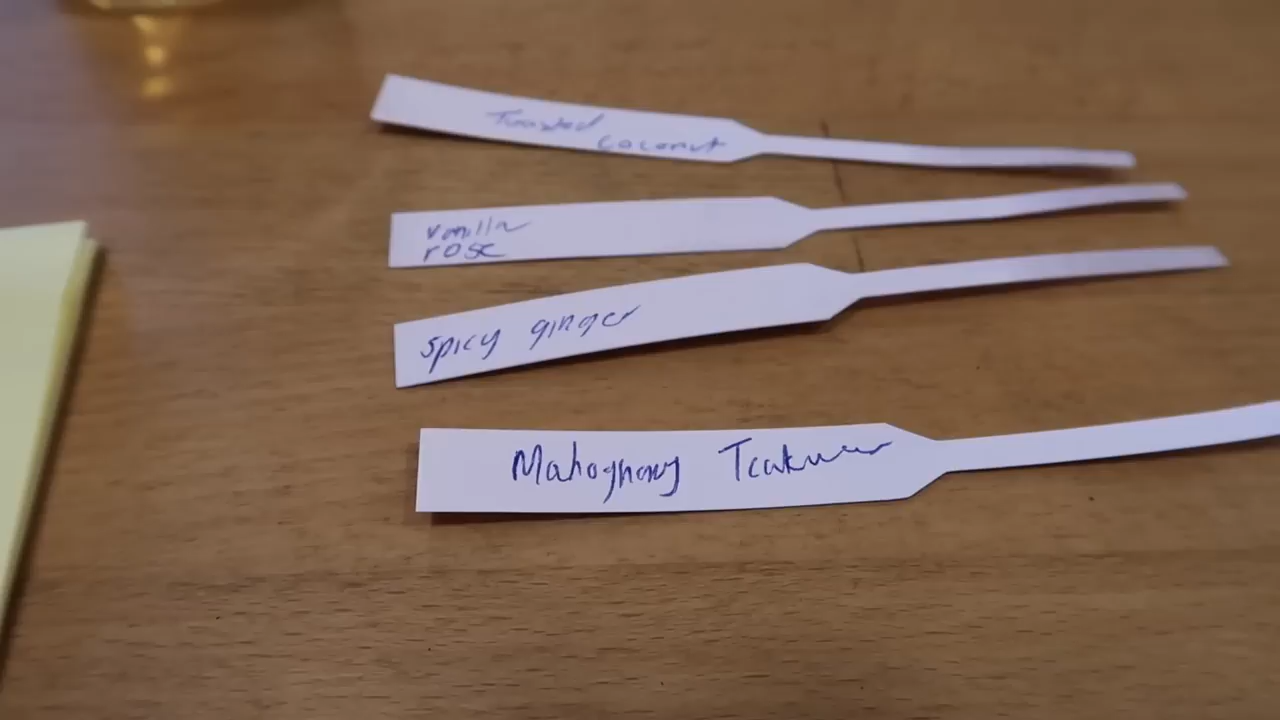 Toasted
coconut
vanilla
rose
spicy ginger
Mahoghany